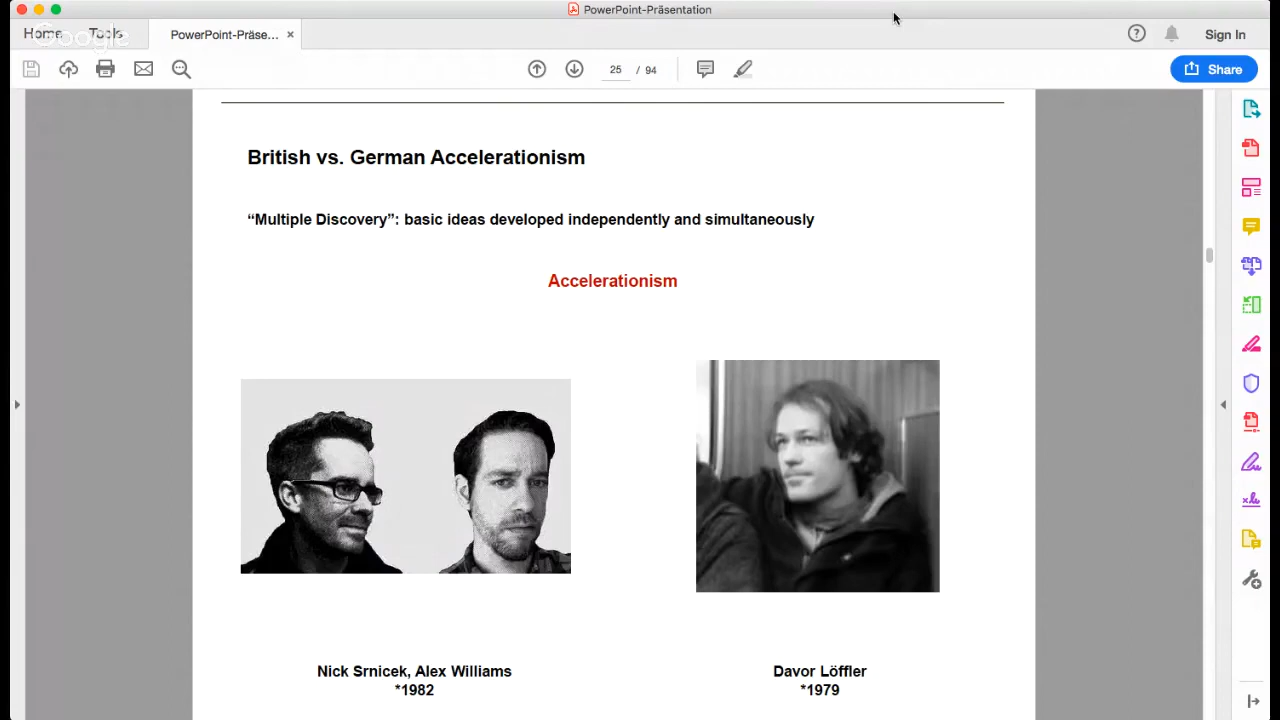 PowerPoint-Präsentation
Home
Tools
Google
PowerPoint-Präse...
Sign In
25 / 94
Share
British vs. German Accelerationism
“Multiple Discovery”: basic ideas developed independently and simultaneously
Accelerationism
Nick Srnicek, Alex Williams
*1982
Davor Löffler
*1979